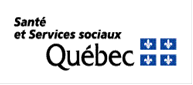 Santé
et Services sociaux
Québec